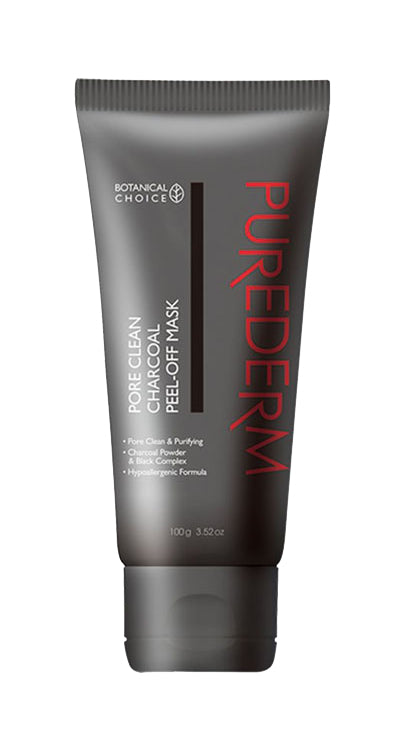 BOTANICAL
CHOICE
PUREDERM
PORE CLEAN
CHARCOAL
PEEL-OFF MASK
• Pore Clean & Purifying
• Charcoal Powder
& Black Complex
• Hypoallergenic Formula
100g 3.52oz